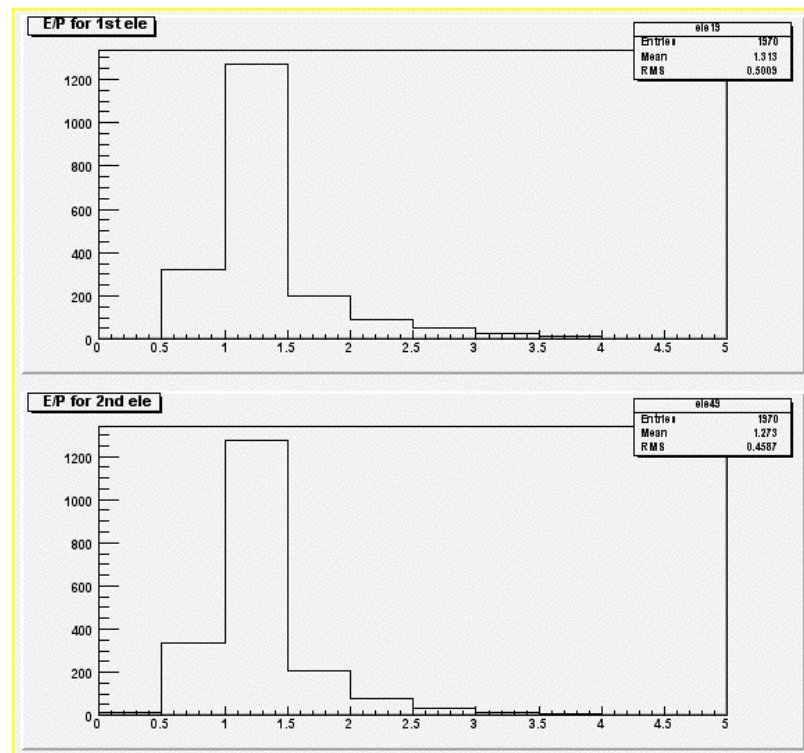 E/P for 1st ele
ele19
Entries 1970
Mean 1.313
RMS 0.5009
1200
1000
800
600
400
200
0
0 0.5 1 1.5 2 2.5 3 3.5 4 4.5 5
E/P for 2nd ele
ele49
Entries 1970
Mean 1.273
RMS 0.4587
1200
1000
800
600
400
200
0
0 0.5 1 1.5 2 2.5 3 3.5 4 4.5 5